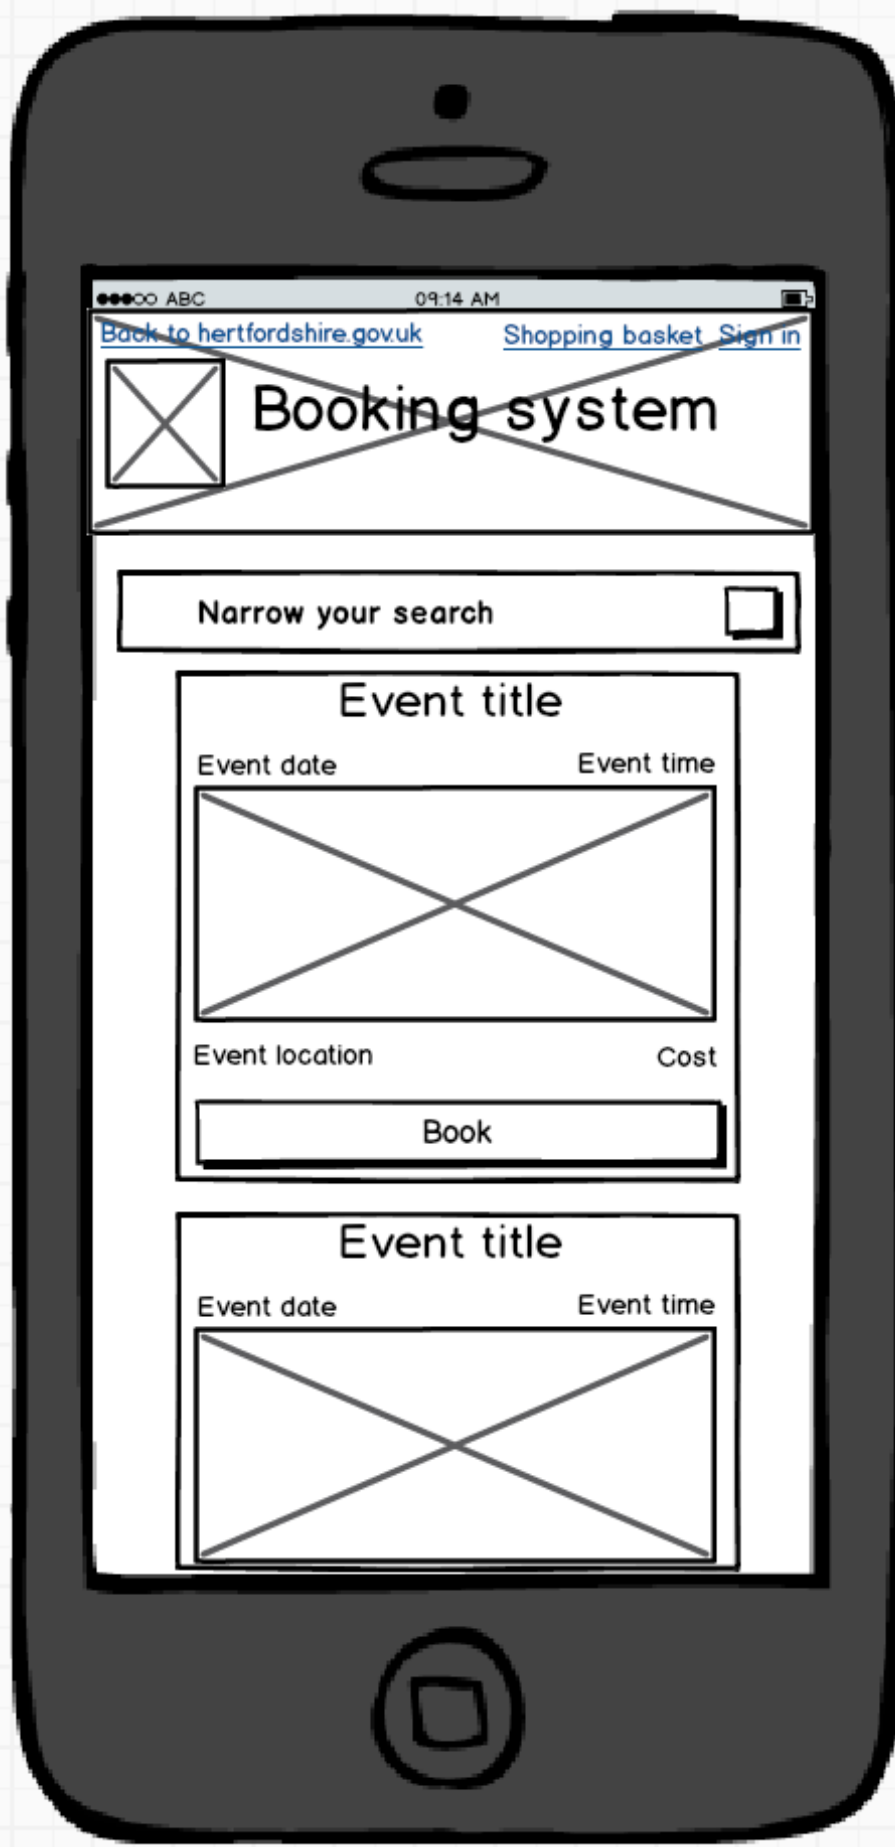 ABC 09:14 AM
Back to hertfordshire.gov.uk Shopping basket Sign in
Booking system
Narrow your search
Event title
Event date Event time
Event location Cost
Book
Event title
Event date Event time